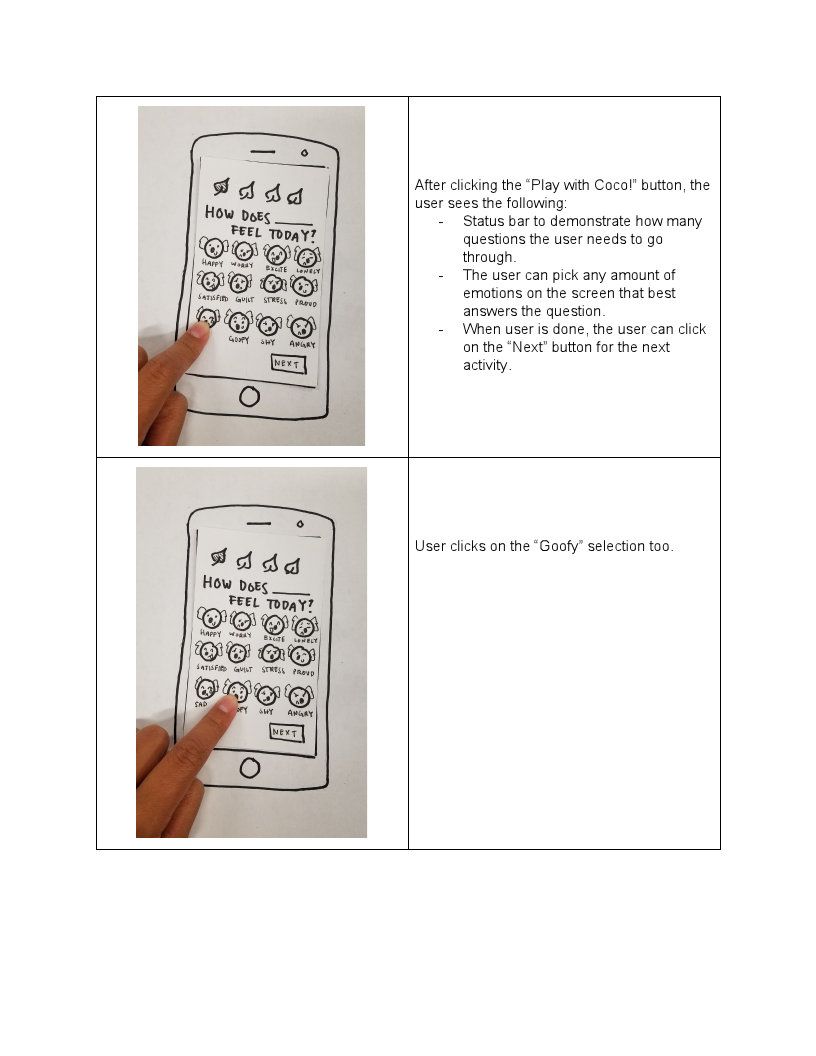 HOW DOES
FEEL TODAY?
HAPPY WORRY EXCITE LONELY
SATISFIED GUILT STRESS PROUD
GOOFY SHY ANGRY
NEXT
After clicking the “Play with Coco!” button, the
user sees the following:
- Status bar to demonstrate how many
questions the user needs to go
through.
- The user can pick any amount of
emotions on the screen that best
answers the question.
- When user is done, the user can click
on the “Next” button for the next
activity.
HOW DOES
FEEL TODAY?
HAPPY WORRY EXCITE LONELY
SATISFIED GUILT STRESS PROUD
SAD OFY SHY ANGRY
NEXT
User clicks on the “Goofy” selection too.